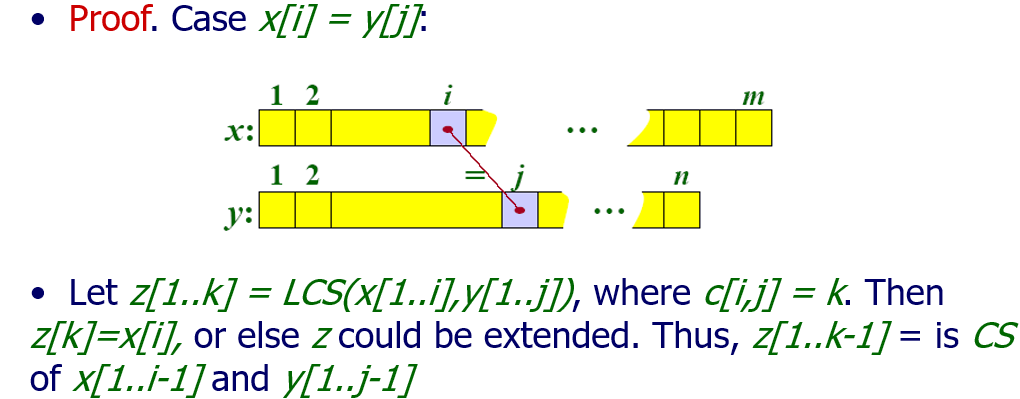 • Proof. Case x[i] = y[j]:
1 2 i m
x: ...
1 2 = j n
y: ...
• Let z[1..k] = LCS(x[1..i],y[1..j]), where c[i,j] = k. Then
z[k]=x[i], or else z could be extended. Thus, z[1..k-1] = is CS
of x[1..i-1] and y[1..j-1]